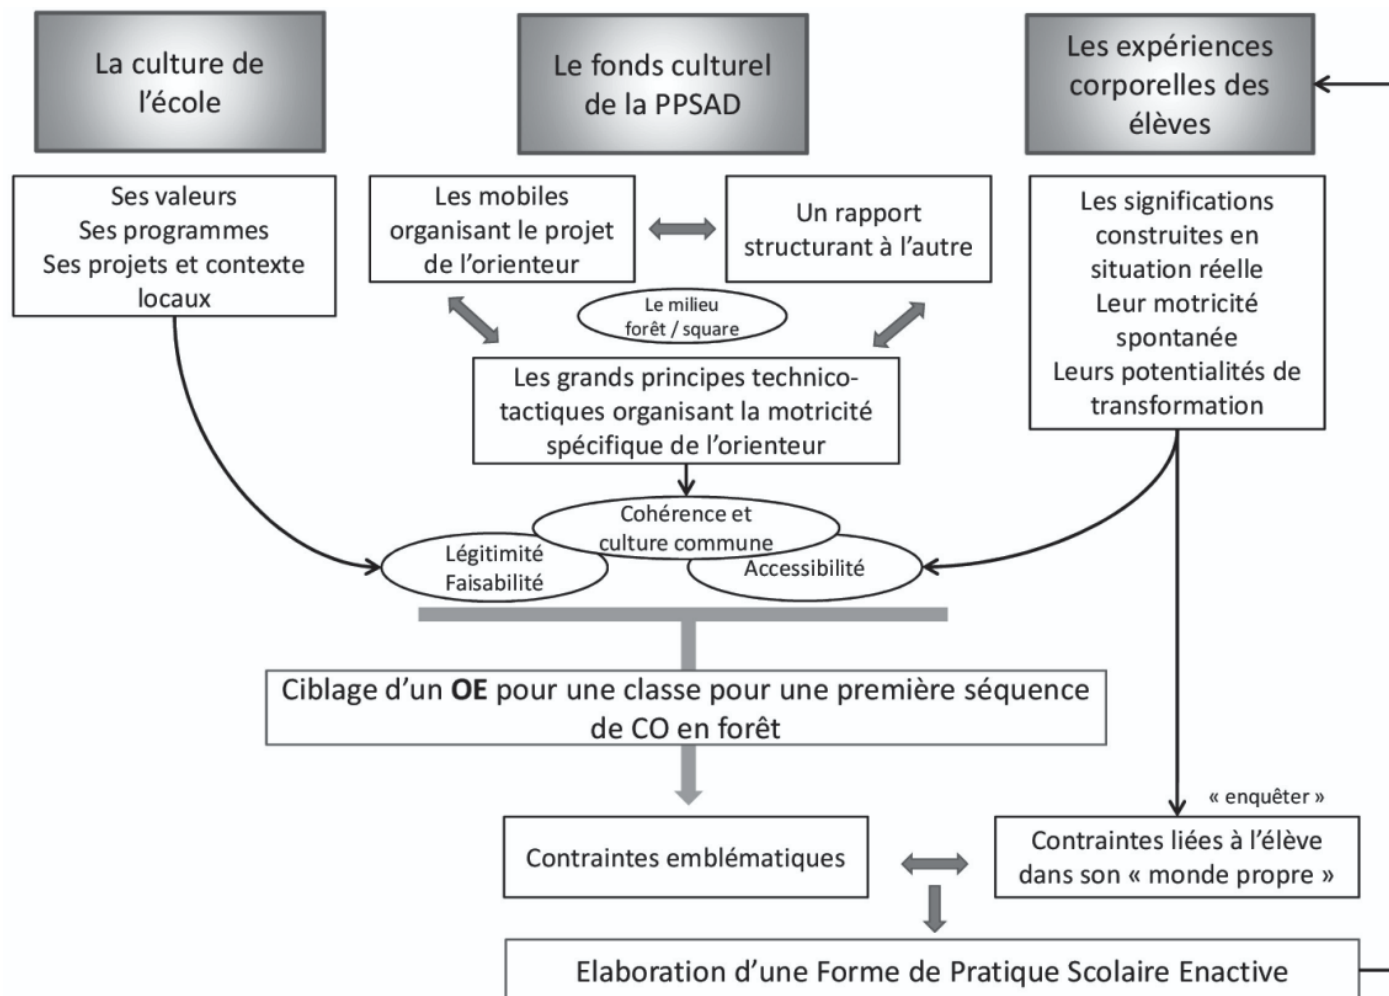 La culture de
l'école
Le fonds culturel
de la PPSAD
Les expériences
corporelles des
élèves
Ses valeurs
Ses programmes
Ses projets et contexte
locaux
Les mobiles
organisant le projet
de l'orienteur
Un rapport
structurant à l'autre
Le milieu
forêt / square
Les grands principes technico-
tactiques organisant la motricité
spécifique de l'orienteur
Les significations
construites en
situation réelle
Leur motricité
spontanée
Leurs potentialités de
transformation
Cohérence et
culture commune
Légitimité
Faisabilité
Accessibilité
Ciblage d'un OE pour une classe pour une première séquence
de CO en forêt
« enquêter »
Contraintes emblématiques
Contraintes liées à l'élève
dans son « monde propre »
Elaboration d'une Forme de Pratique Scolaire Enactive